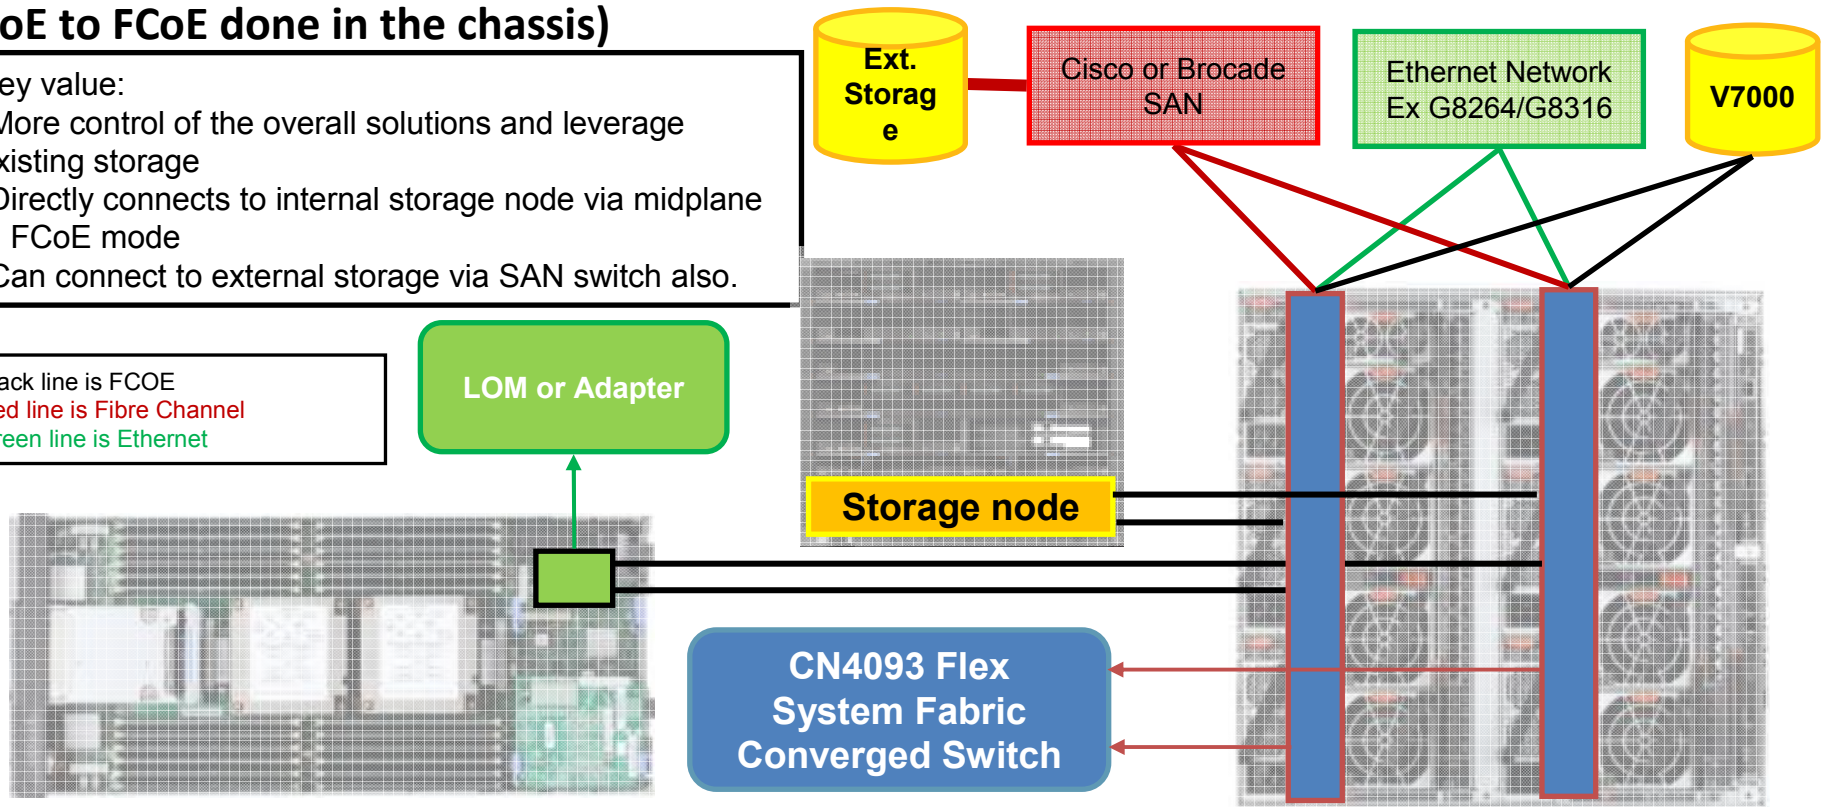 oE to FCoE done in the chassis)
ey value:
More control of the overall solutions and leverage
xisting storage
Directly connects to internal storage node via midplane
FCoE mode
Can connect to external storage via SAN switch also.
ack line is FCOE
ed line is Fibre Channel
reen line is Ethernet
LOM or Adapter
Ext.
Storag
e
Cisco or Brocade
SAN
Ethernet Network
Ex G8264/G8316
V7000
Storage node
CN4093 Flex
System Fabric
Converged Switch